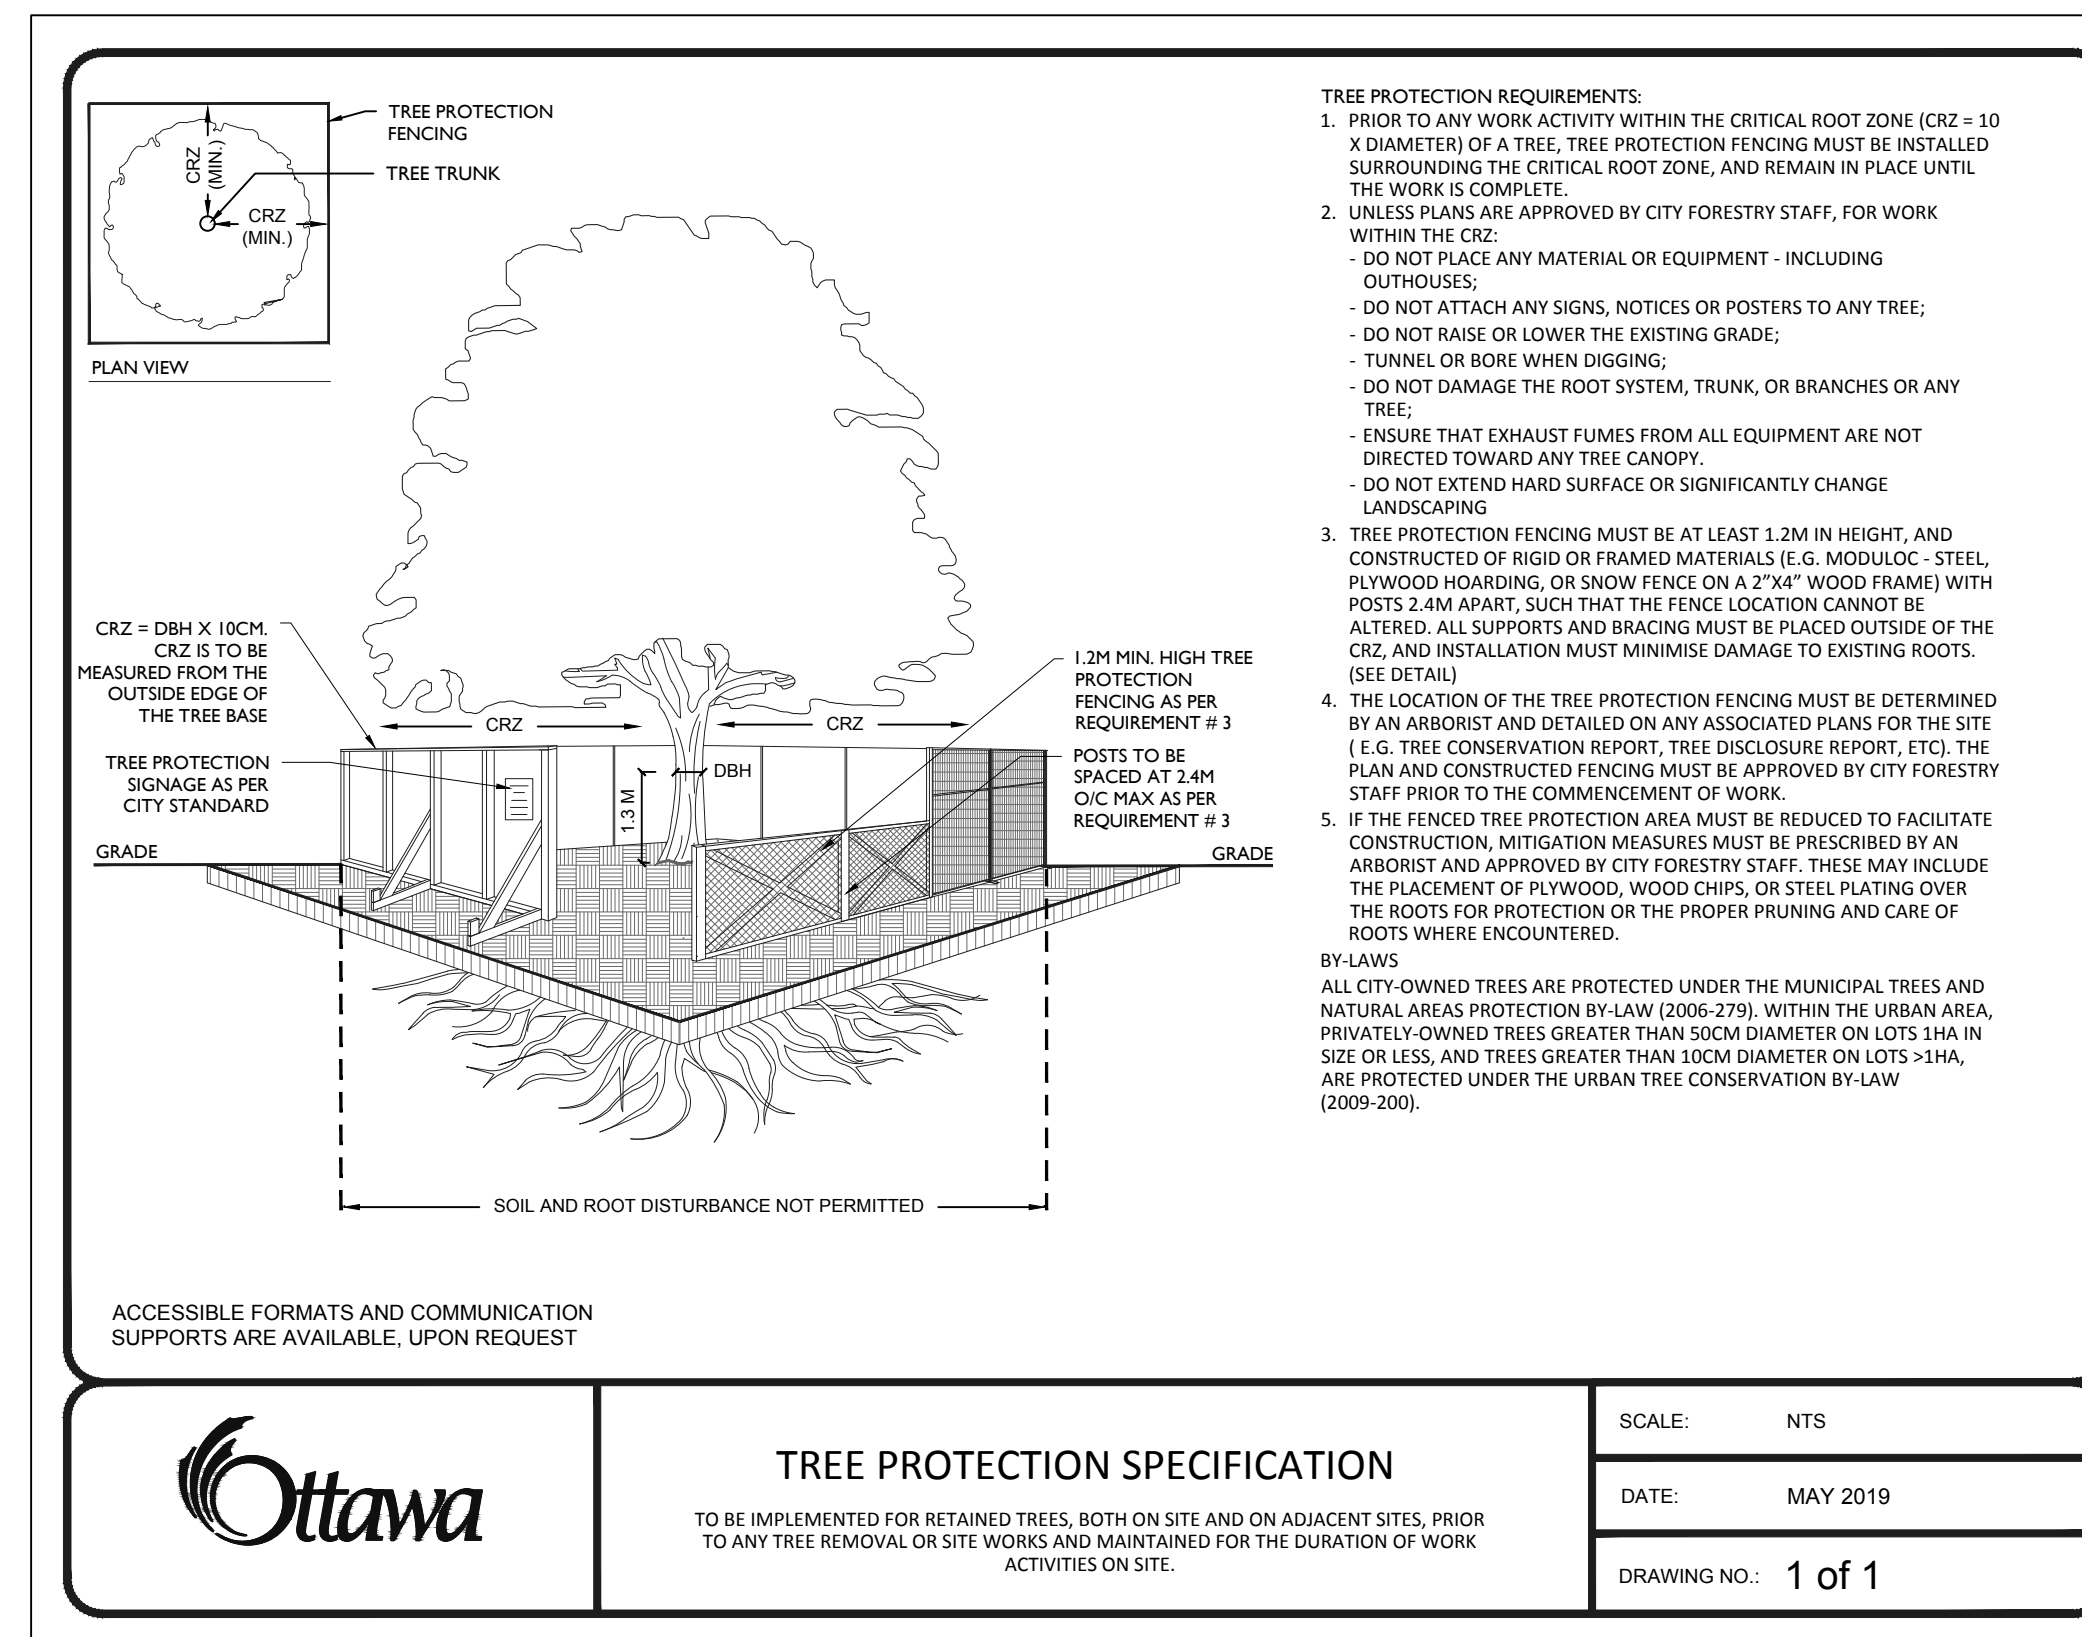 TREE PROTECTION
FENCING
TREE TRUNK
CRZ
(MIN.)
CRZ
(MIN.)
PLAN VIEW
CRZ = DBH X 10CM.
CRZ IS TO BE
MEASURED FROM THE
OUTSIDE EDGE OF
THE TREE BASE
TREE PROTECTION
SIGNAGE AS PER
CITY STANDARD
GRADE
CRZ
CRZ
DBH
1.3 M
1.2M MIN. HIGH TREE
PROTECTION
FENCING AS PER
REQUIREMENT # 3
POSTS TO BE
SPACED AT 2.4M
O/C MAX AS PER
REQUIREMENT # 3
GRADE
SOIL AND ROOT DISTURBANCE NOT PERMITTED
ACCESSIBLE FORMATS AND COMMUNICATION
SUPPORTS ARE AVAILABLE, UPON REQUEST
TREE PROTECTION REQUIREMENTS:
1. PRIOR TO ANY WORK ACTIVITY WITHIN THE CRITICAL ROOT ZONE (CRZ = 10
X DIAMETER) OF A TREE, TREE PROTECTION FENCING MUST BE INSTALLED
SURROUNDING THE CRITICAL ROOT ZONE, AND REMAIN IN PLACE UNTIL
THE WORK IS COMPLETE.
2. UNLESS PLANS ARE APPROVED BY CITY FORESTRY STAFF, FOR WORK
WITHIN THE CRZ:
- DO NOT PLACE ANY MATERIAL OR EQUIPMENT - INCLUDING
OUTHOUSES;
- DO NOT ATTACH ANY SIGNS, NOTICES OR POSTERS TO ANY TREE;
- DO NOT RAISE OR LOWER THE EXISTING GRADE;
- TUNNEL OR BORE WHEN DIGGING;
- DO NOT DAMAGE THE ROOT SYSTEM, TRUNK, OR BRANCHES OR ANY
TREE;
- ENSURE THAT EXHAUST FUMES FROM ALL EQUIPMENT ARE NOT
DIRECTED TOWARD ANY TREE CANOPY.
- DO NOT EXTEND HARD SURFACE OR SIGNIFICANTLY CHANGE
LANDSCAPING
3. TREE PROTECTION FENCING MUST BE AT LEAST 1.2M IN HEIGHT, AND
CONSTRUCTED OF RIGID OR FRAMED MATERIALS (E.G. MODULOC - STEEL,
PLYWOOD HOARDING, OR SNOW FENCE ON A 2”X4” WOOD FRAME) WITH
POSTS 2.4M APART, SUCH THAT THE FENCE LOCATION CANNOT BE
ALTERED. ALL SUPPORTS AND BRACING MUST BE PLACED OUTSIDE OF THE
CRZ, AND INSTALLATION MUST MINIMISE DAMAGE TO EXISTING ROOTS.
(SEE DETAIL)
4. THE LOCATION OF THE TREE PROTECTION FENCING MUST BE DETERMINED
BY AN ARBORIST AND DETAILED ON ANY ASSOCIATED PLANS FOR THE SITE
( E.G. TREE CONSERVATION REPORT, TREE DISCLOSURE REPORT, ETC). THE
PLAN AND CONSTRUCTED FENCING MUST BE APPROVED BY CITY FORESTRY
STAFF PRIOR TO THE COMMENCEMENT OF WORK.
5. IF THE FENCED TREE PROTECTION AREA MUST BE REDUCED TO FACILITATE
CONSTRUCTION, MITIGATION MEASURES MUST BE PRESCRIBED BY AN
ARBORIST AND APPROVED BY CITY FORESTRY STAFF. THESE MAY INCLUDE
THE PLACEMENT OF PLYWOOD, WOOD CHIPS, OR STEEL PLATING OVER
THE ROOTS FOR PROTECTION OR THE PROPER PRUNING AND CARE OF
ROOTS WHERE ENCOUNTERED.
BY-LAWS
ALL CITY-OWNED TREES ARE PROTECTED UNDER THE MUNICIPAL TREES AND
NATURAL AREAS PROTECTION BY-LAW (2006-279). WITHIN THE URBAN AREA,
PRIVATELY-OWNED TREES GREATER THAN 50CM DIAMETER ON LOTS 1HA IN
SIZE OR LESS, AND TREES GREATER THAN 10CM DIAMETER ON LOTS >1HA,
ARE PROTECTED UNDER THE URBAN TREE CONSERVATION BY-LAW
(2009-200).
Ottawa
TREE PROTECTION SPECIFICATION
TO BE IMPLEMENTED FOR RETAINED TREES, BOTH ON SITE AND ON ADJACENT SITES, PRIOR
TO ANY TREE REMOVAL OR SITE WORKS AND MAINTAINED FOR THE DURATION OF WORK
ACTIVITIES ON SITE.
SCALE: NTS
DATE: MAY 2019
DRAWING NO.: 1 of 1